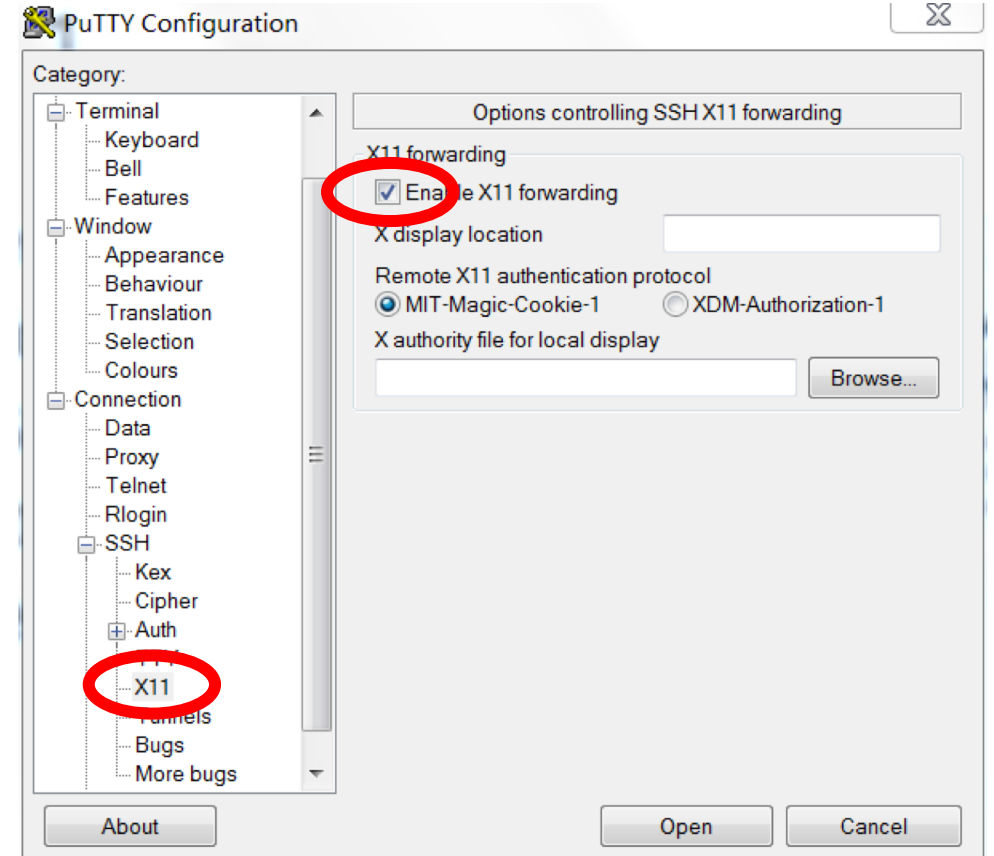 PuTTY Configuration
Category:
Terminal
Keyboard
Bell
Features
Window
Appearance
Behaviour
Translation
Selection
Colours
Connection
Data
Proxy
Telnet
Rlogin
SSH
Kex
Cipher
Auth
X11
Tunnels
Bugs
More bugs
Options controlling SSH X11 forwarding
X11 forwarding
Enable X11 forwarding
X display location
Remote X11 authentication protocol
MIT-Magic-Cookie-1 XDM-Authorization-1
X authority file for local display
Browse...
About Open Cancel